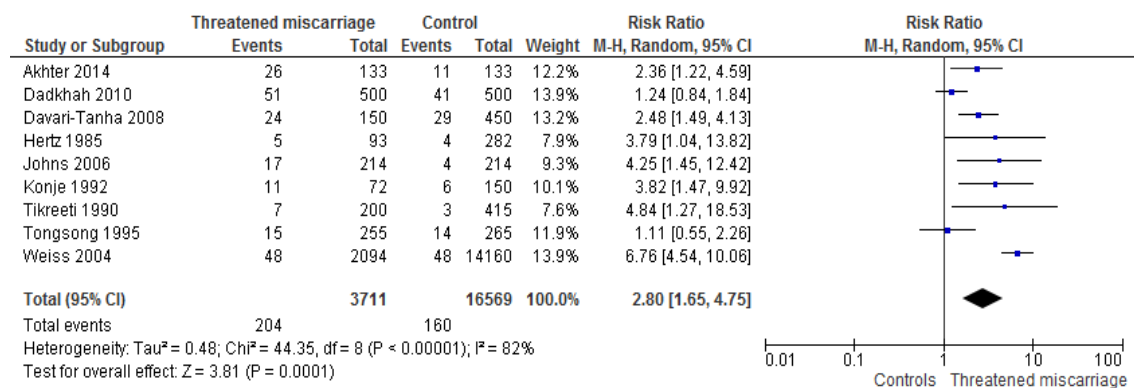 Threatened miscarriage Control Risk Ratio Risk Ratio
Study or Subgroup Events Total Events Total Weight M-H, Random, 95% CI M-H, Random, 95% CI
Akhter 2014 26 133 11 133 12.2% 2.36 [1.22, 4.59]
Dadkhah 2010 51 500 41 500 13.9% 1.24 [0.84, 1.84]
Davari-Tanha 2008 24 150 29 450 13.2% 2.48 [1.49, 4.13]
Hertz 1985 5 93 4 282 7.9% 3.79 [1.04, 13.82]
Johns 2006 17 214 4 214 9.3% 4.25 [1.45, 12.42]
Konje 1992 11 72 6 150 10.1% 3.82 [1.47, 9.92]
Tikreeti 1990 7 200 3 415 7.6% 4.84 [1.27, 18.53]
Tongsong 1995 15 255 14 265 11.9% 1.11 [0.55, 2.26]
Weiss 2004 48 2094 48 14160 13.9% 6.76 [4.54, 10.06]
Total (95% CI) 3711 16569 100.0% 2.80 [1.65, 4.75]
Total events 204 160
Heterogeneity: Tau² = 0.48; Chi² = 44.35, df = 8 (P < 0.00001); I² = 82%
Test for overall effect: Z = 3.81 (P = 0.0001)
0.01 0.1 1 10 100
Controls Threatened miscarriage